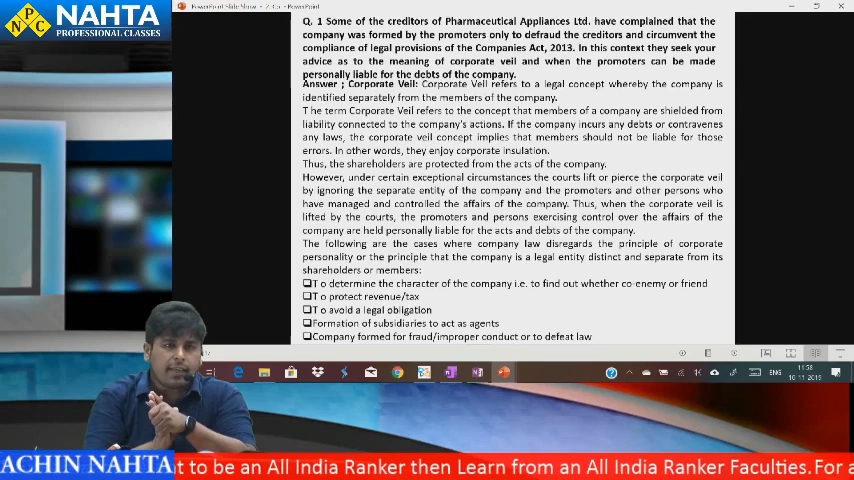 NPC
NAHTA
PROFESSIONAL CLASSES
PowerPoint Slide Show
PowerPoint
Q. 1 Some of the creditors of Pharmaceutical Appliances Ltd. have complained that the
company was formed by the promoters only to defraud the creditors and circumvent the
compliance of legal provisions of the Companies Act, 2013. In this context they seek your
advice as to the meaning of corporate veil and when the promoters can be made
personally liable for the debts of the company.
Answer ; Corporate Veil: Corporate Veil refers to a legal concept whereby the company is
identified separately from the members of the company.
T he term Corporate Veil refers to the concept that members of a company are shielded from
liability connected to the company's actions. If the company incurs any debts or contravenes
any laws, the corporate veil concept implies that members should not be liable for those
errors. In other words, they enjoy corporate insulation.
Thus, the shareholders are protected from the acts of the company.
However, under certain exceptional circumstances the courts lift or pierce the corporate veil
by ignoring the separate entity of the company and the promoters and other persons who
have managed and controlled the affairs of the company. Thus, when the corporate veil is
lifted by the courts, the promoters and persons exercising control over the affairs of the
company are held personally liable for the acts and debts of the company.
The following are the cases where company law disregards the principle of corporate
personality or the principle that the company is a legal entity distinct and separate from its
shareholders or members:
❑T o determine the character of the company i.e. to find out whether co-enemy or friend
❑T o protect revenue/tax
❑T o avoid a legal obligation
❑Formation of subsidiaries to act as agents
❑Company formed for fraud/improper conduct or to defeat law
ENG
11:58
10-11-2019
ACHIN NAHTA
t to be an All India Ranker then Learn from an All India Ranker Faculties.For a